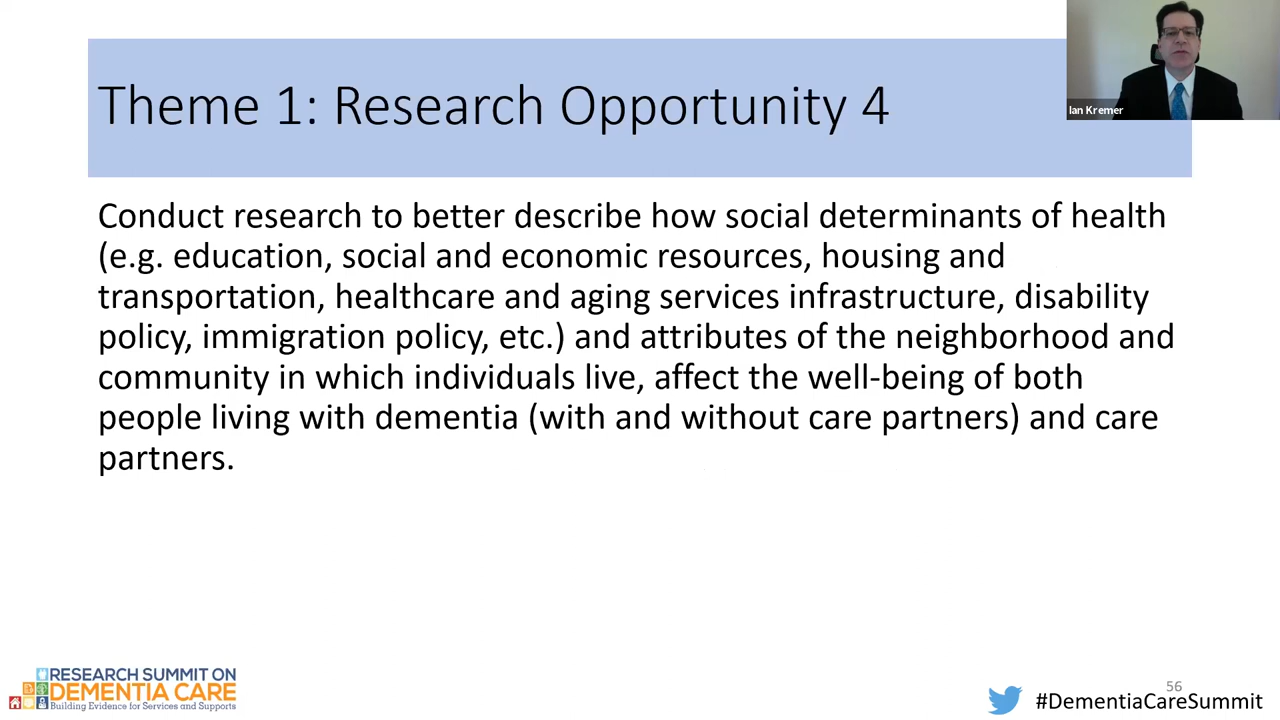 Theme 1: Research Opportunity 4
Ian Kremer
Conduct research to better describe how social determinants of health
(e.g. education, social and economic resources, housing and
transportation, healthcare and aging services infrastructure, disability
policy, immigration policy, etc.) and attributes of the neighborhood and
community in which individuals live, affect the well-being of both
people living with dementia (with and without care partners) and care
partners.
RESEARCH SUMMIT ON
DEMENTIA CARE
Building Evidence for Services and Supports
56
#DementiaCareSummit